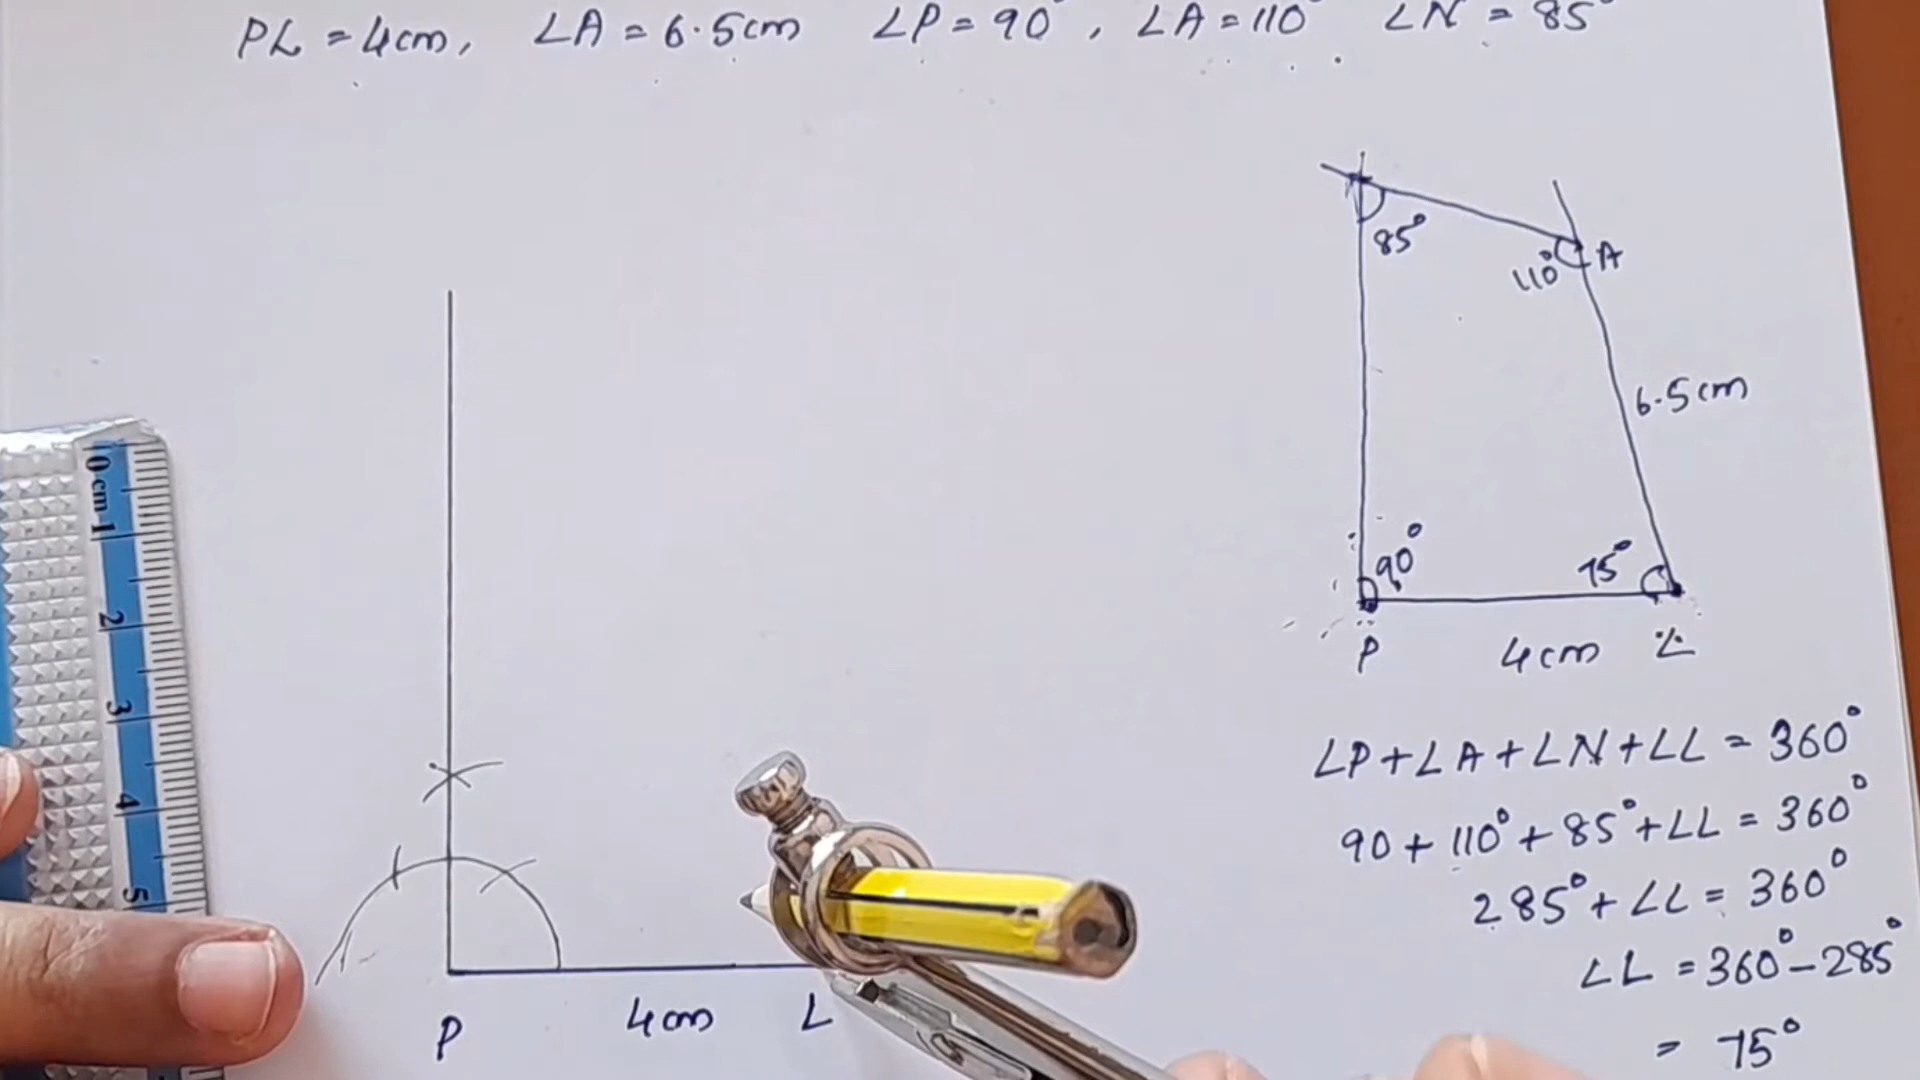 PL = 4cm, LA = 6.5cm ∠P = 90°, ∠A = 110° ∠N = 85°
85°
110° A
6.5cm
90° 75°
P 4cm L
∠P+∠A+∠N+∠L = 360°
90+110°+85°+∠L = 360°
285°+∠L = 360°
∠L = 360°-285°
= 75°
P 4cm L
0cm 1 2 3 4 5